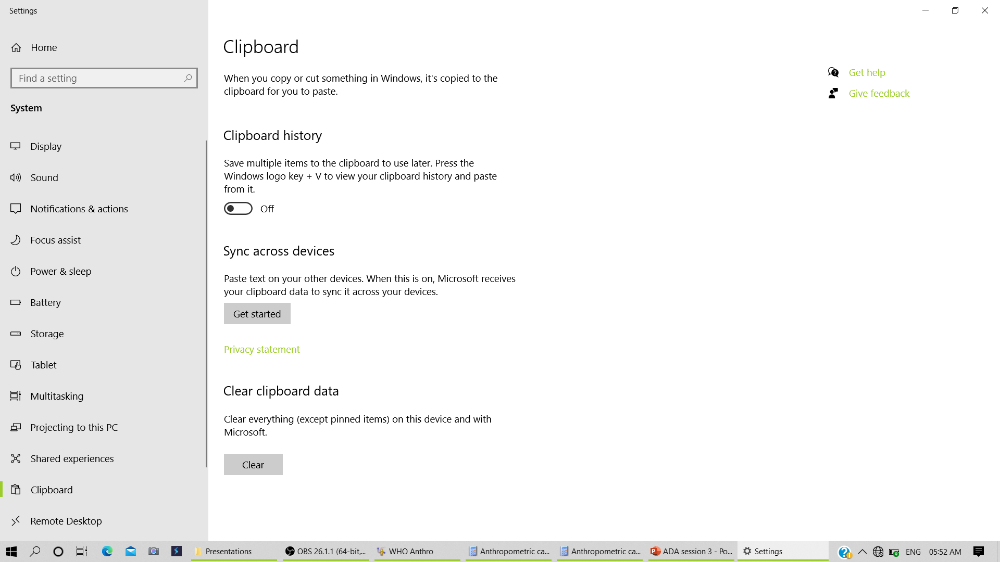 Settings
Home
Find a setting
System
Display
Sound
Notifications & actions
Focus assist
Power & sleep
Battery
Storage
Tablet
Multitasking
Projecting to this PC
Shared experiences
Clipboard
Remote Desktop
Clipboard
When you copy or cut something in Windows, it's copied to the
clipboard for you to paste.
Clipboard history
Save multiple items to the clipboard to use later. Press the
Windows logo key + V to view your clipboard history and paste
from it.
Off
Sync across devices
Paste text on your other devices. When this is on, Microsoft receives
your clipboard data to sync it across your devices.
Get started
Privacy statement
Clear clipboard data
Clear everything (except pinned items) on this device and with
Microsoft.
Clear
Get help
Give feedback
Presentations
OBS 26.1.1 (64-bit,...
WHO Anthro
Anthropometric ca...
Anthropometric ca...
ADA session 3 - Po...
Settings
ENG
05:52 AM